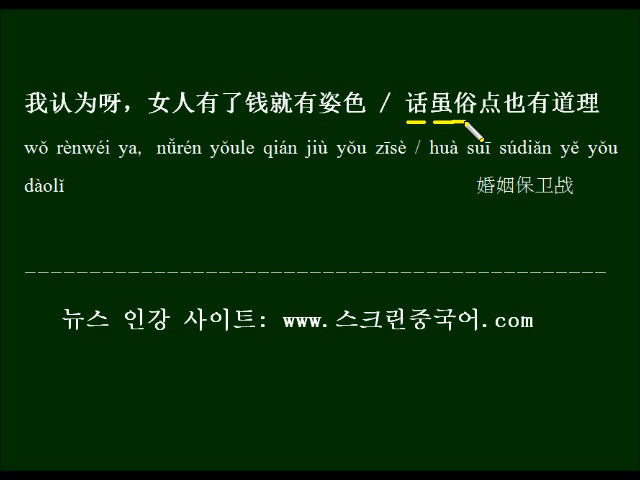 我认为呀，女人有了钱就有姿色 / 话虽俗点也有道理
wǒ rènwéi ya, nǚrén yǒule qián jiù yǒu zīsè / huà suī súdiǎn yě yǒu
dàolǐ 婚姻保卫战
뉴스 인강 사이트: www.스크린중국어.com